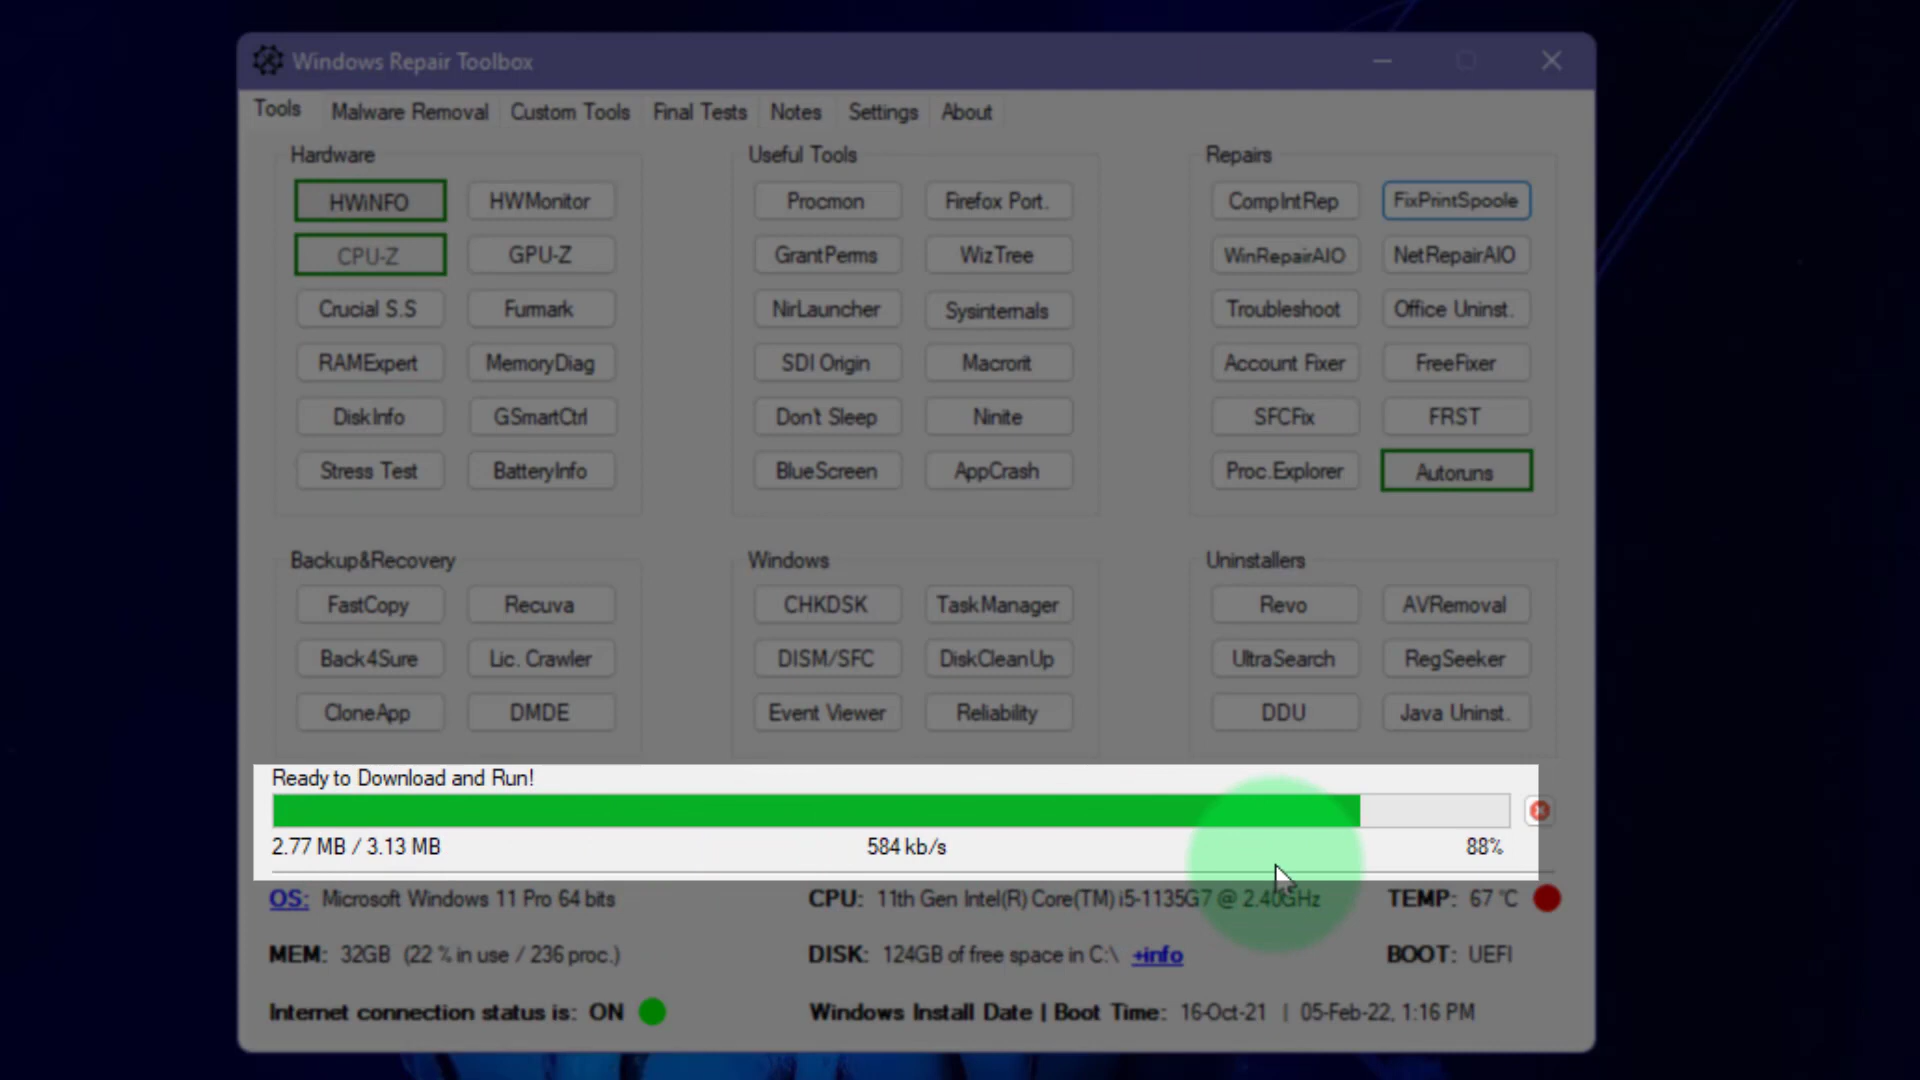 Windows Repair Toolbox
Tools Malware Removal Custom Tools Final Tests Notes Settings About
Hardware
HWiNFO HWMonitor
CPU-Z GPU-Z
Crucial S.S Furmark
RAMExpert MemoryDiag
DiskInfo GSmartCtrl
Stress Test BatteryInfo
Useful Tools
Procmon Firefox Port.
GrantPerms WizTree
NirLauncher Sysinternals
SDI Origin Macrorit
Don't Sleep Ninite
BlueScreen AppCrash
Repairs
CompIntRep FixPrintSpoole
WinRepairAIO NetRepairAIO
Troubleshoot Office Uninst.
Account Fixer FreeFixer
SFCFix FRST
Proc.Explorer Autoruns
Backup&Recovery
FastCopy Recuva
Back4Sure Lic. Crawler
CloneApp DMDE
Windows
CHKDSK TaskManager
DISM/SFC DiskCleanUp
Event Viewer Reliability
Uninstallers
Revo AVRemoval
UltraSearch RegSeeker
DDU Java Uninst.
Ready to Download and Run!
2.77 MB / 3.13 MB 584 kb/s 88%
OS: Microsoft Windows 11 Pro 64 bits CPU: 11th Gen Intel(R) Core(TM) i5-1135G7 @ 2.40GHz TEMP: 67 °C
MEM: 32GB (22 % in use / 236 proc.) DISK: 124GB of free space in C:\ +info BOOT: UEFI
Internet connection status is: ON Windows Install Date | Boot Time: 16-Oct-21 | 05-Feb-22, 1:16 PM